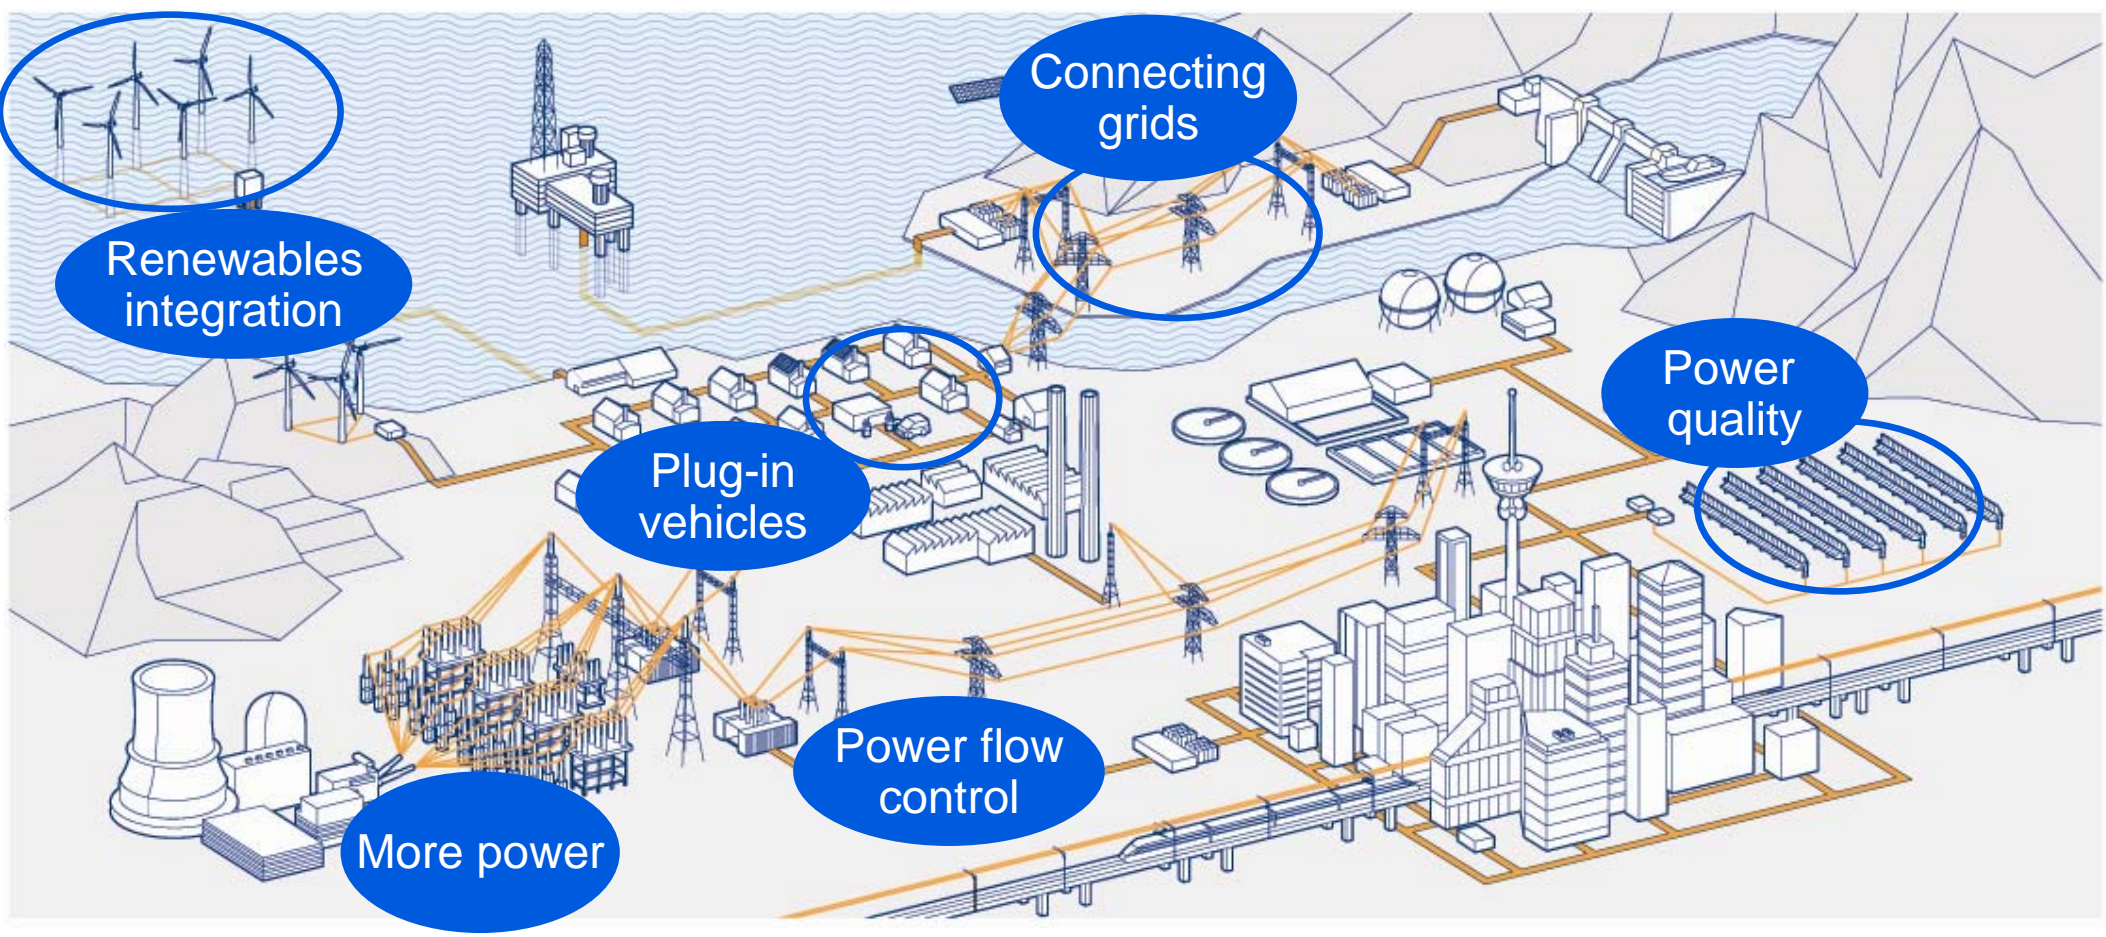 Connecting
grids
Renewables
integration
Power
quality
Plug-in
vehicles
Power flow
control
More power